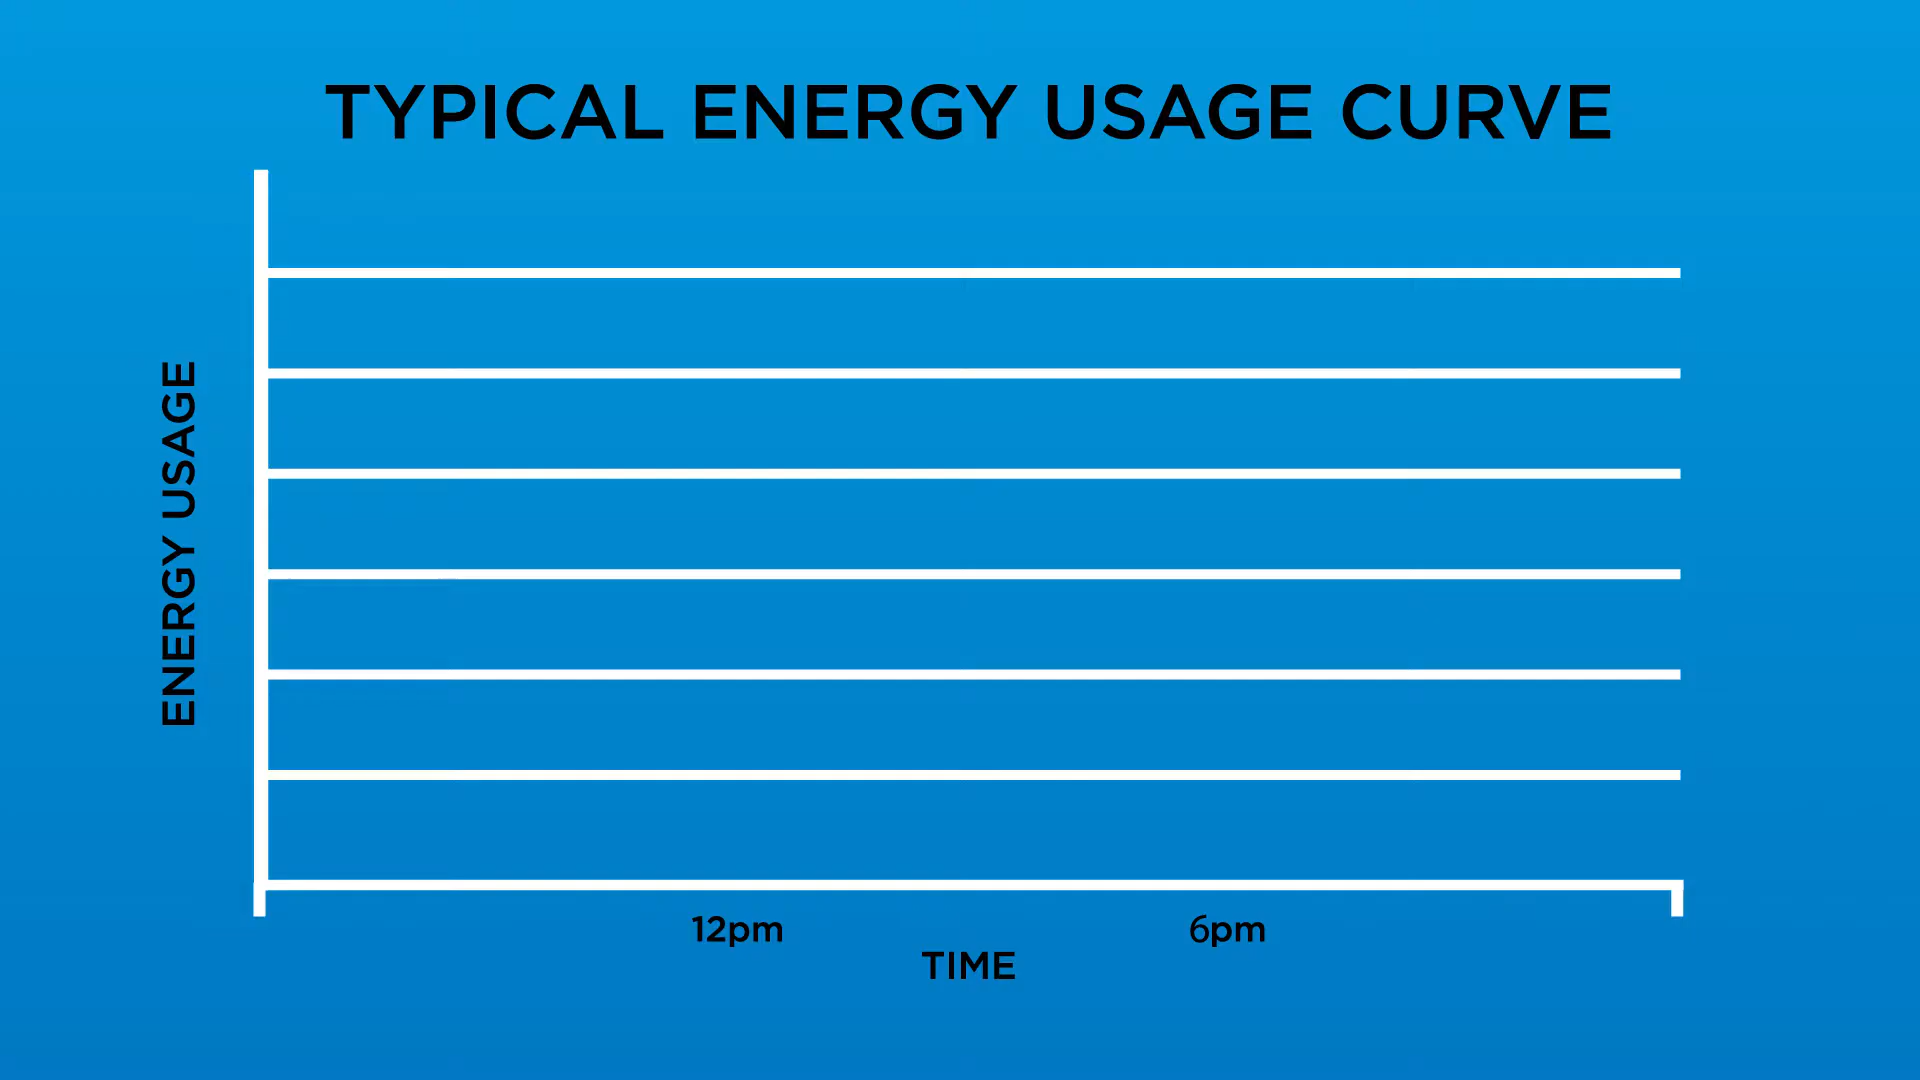 TYPICAL ENERGY USAGE CURVE
ENERGY USAGE
12pm
6pm
TIME